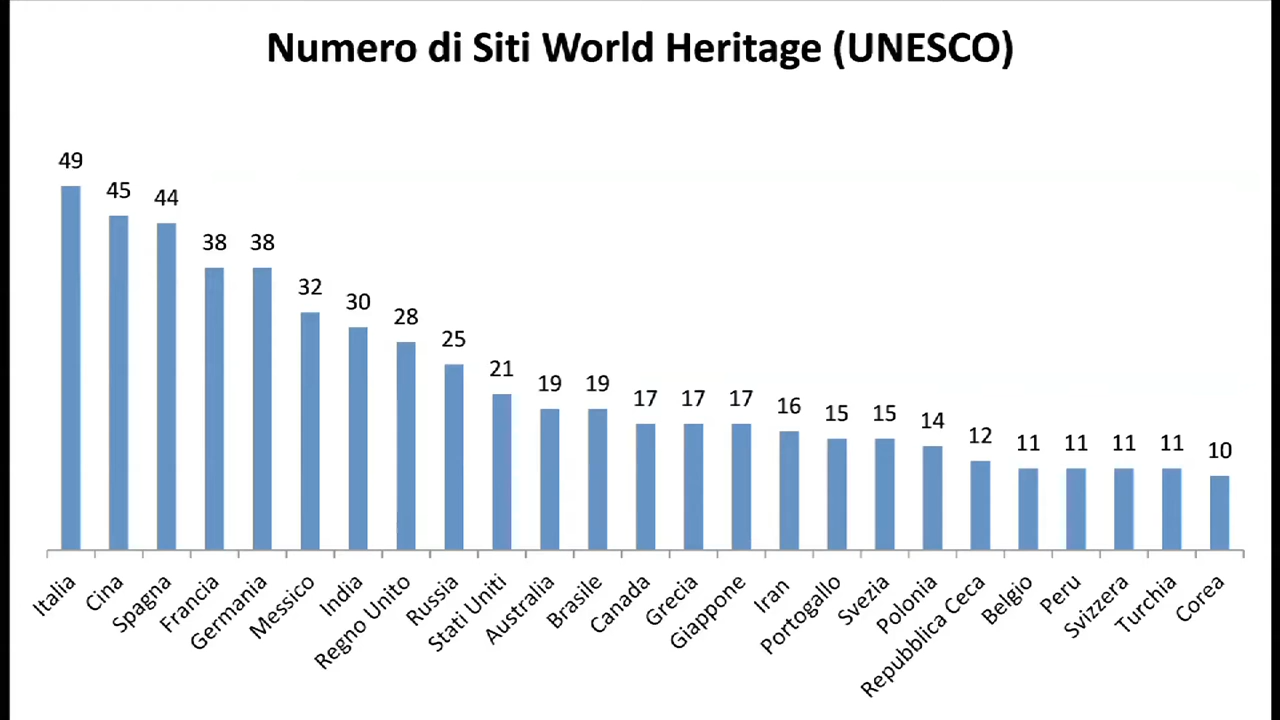 Numero di Siti World Heritage (UNESCO)
49
45
44
38
38
32
30
28
25
21
19
19
17
17
17
16
15
15
14
12
11
11
11
11
10
Italia
Cina
Spagna
Francia
Germania
Messico
India
Regno Unito
Russia
Stati Uniti
Australia
Brasile
Canada
Grecia
Giappone
Iran
Portogallo
Svezia
Polonia
Repubblica Ceca
Belgio
Peru
Svizzera
Turchia
Corea